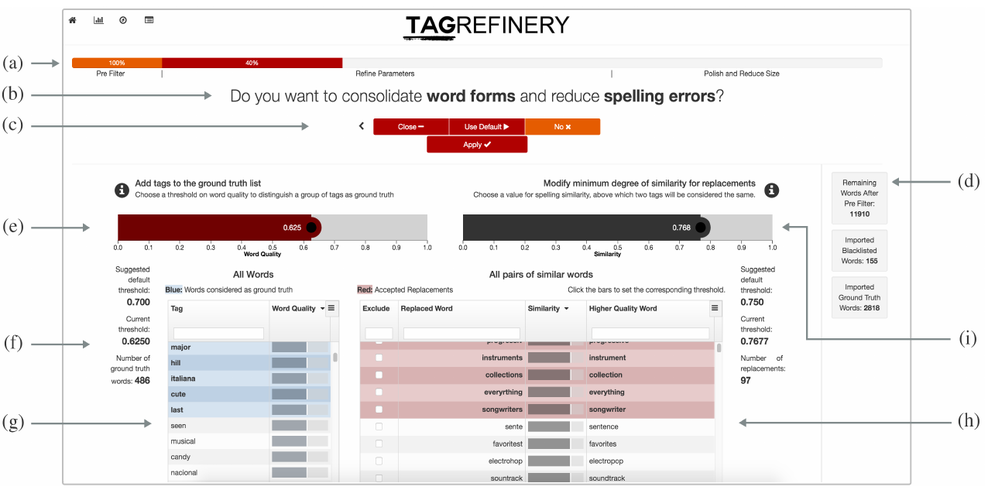 TAGREFINERY
(a)
100%
40%
Pre Filter
|
Refine Parameters
|
Polish and Reduce Size
(b)
Do you want to consolidate word forms and reduce spelling errors?
(c)
Close
Use Default
No
Apply
(d)
Remaining
Words After
Pre Filter:
11910
Imported
Blacklisted
Words: 155
Imported
Ground Truth
Words: 2818
Add tags to the ground truth list
Choose a threshold on word quality to distinguish a group of tags as ground truth
Modify minimum degree of similarity for replacements
Choose a value for spelling similarity, above which two tags will be considered the same.
(e)
0.625
0.0 0.1 0.2 0.3 0.4 0.5 0.6 0.7 0.8 0.9 1.0
Word Quality
0.768
0.0 0.1 0.2 0.3 0.4 0.5 0.6 0.7 0.8 0.9 1.0
Similarity
(i)
Suggested
default
threshold:
0.700
Current
threshold:
0.6250
Number of
ground truth
words: 486
(f)
All Words
Blue: Words considered as ground truth
Tag Word Quality
major
hill
italiana
cute
last
seen
musical
candy
nacional
(g)
All pairs of similar words
Red: Accepted Replacements
Click the bars to set the corresponding threshold.
Exclude Replaced Word Similarity Higher Quality Word
instruments instrument
collections collection
everyrthing everything
songwriters songwriter
sente sentence
favoritest favorites
electrohop electropop
sountrack soundtrack
(h)
Suggested
default
threshold:
0.750
Current
threshold:
0.7677
Number of
replacements:
97